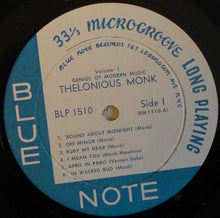 33⅓ MICROGROOVE LONG PLAYING
BLUE NOTE RECORDS 767 LEXINGTON AVE NYC
Volume 1
GENIUS OF MODERN MUSIC
THELONIOUS MONK
BLP 1510
Side 1
(BN 1510-A)
1. 'ROUND ABOUT MIDNIGHT (Monk)
2. OFF MINOR (Monk)
3. RUBY MY DEAR (Monk)
4. I MEAN YOU (Monk-Hawkins)
5. APRIL IN PARIS (Vernon Duke)
6. IN WALKED BUD (Monk)
BLUE
NOTE